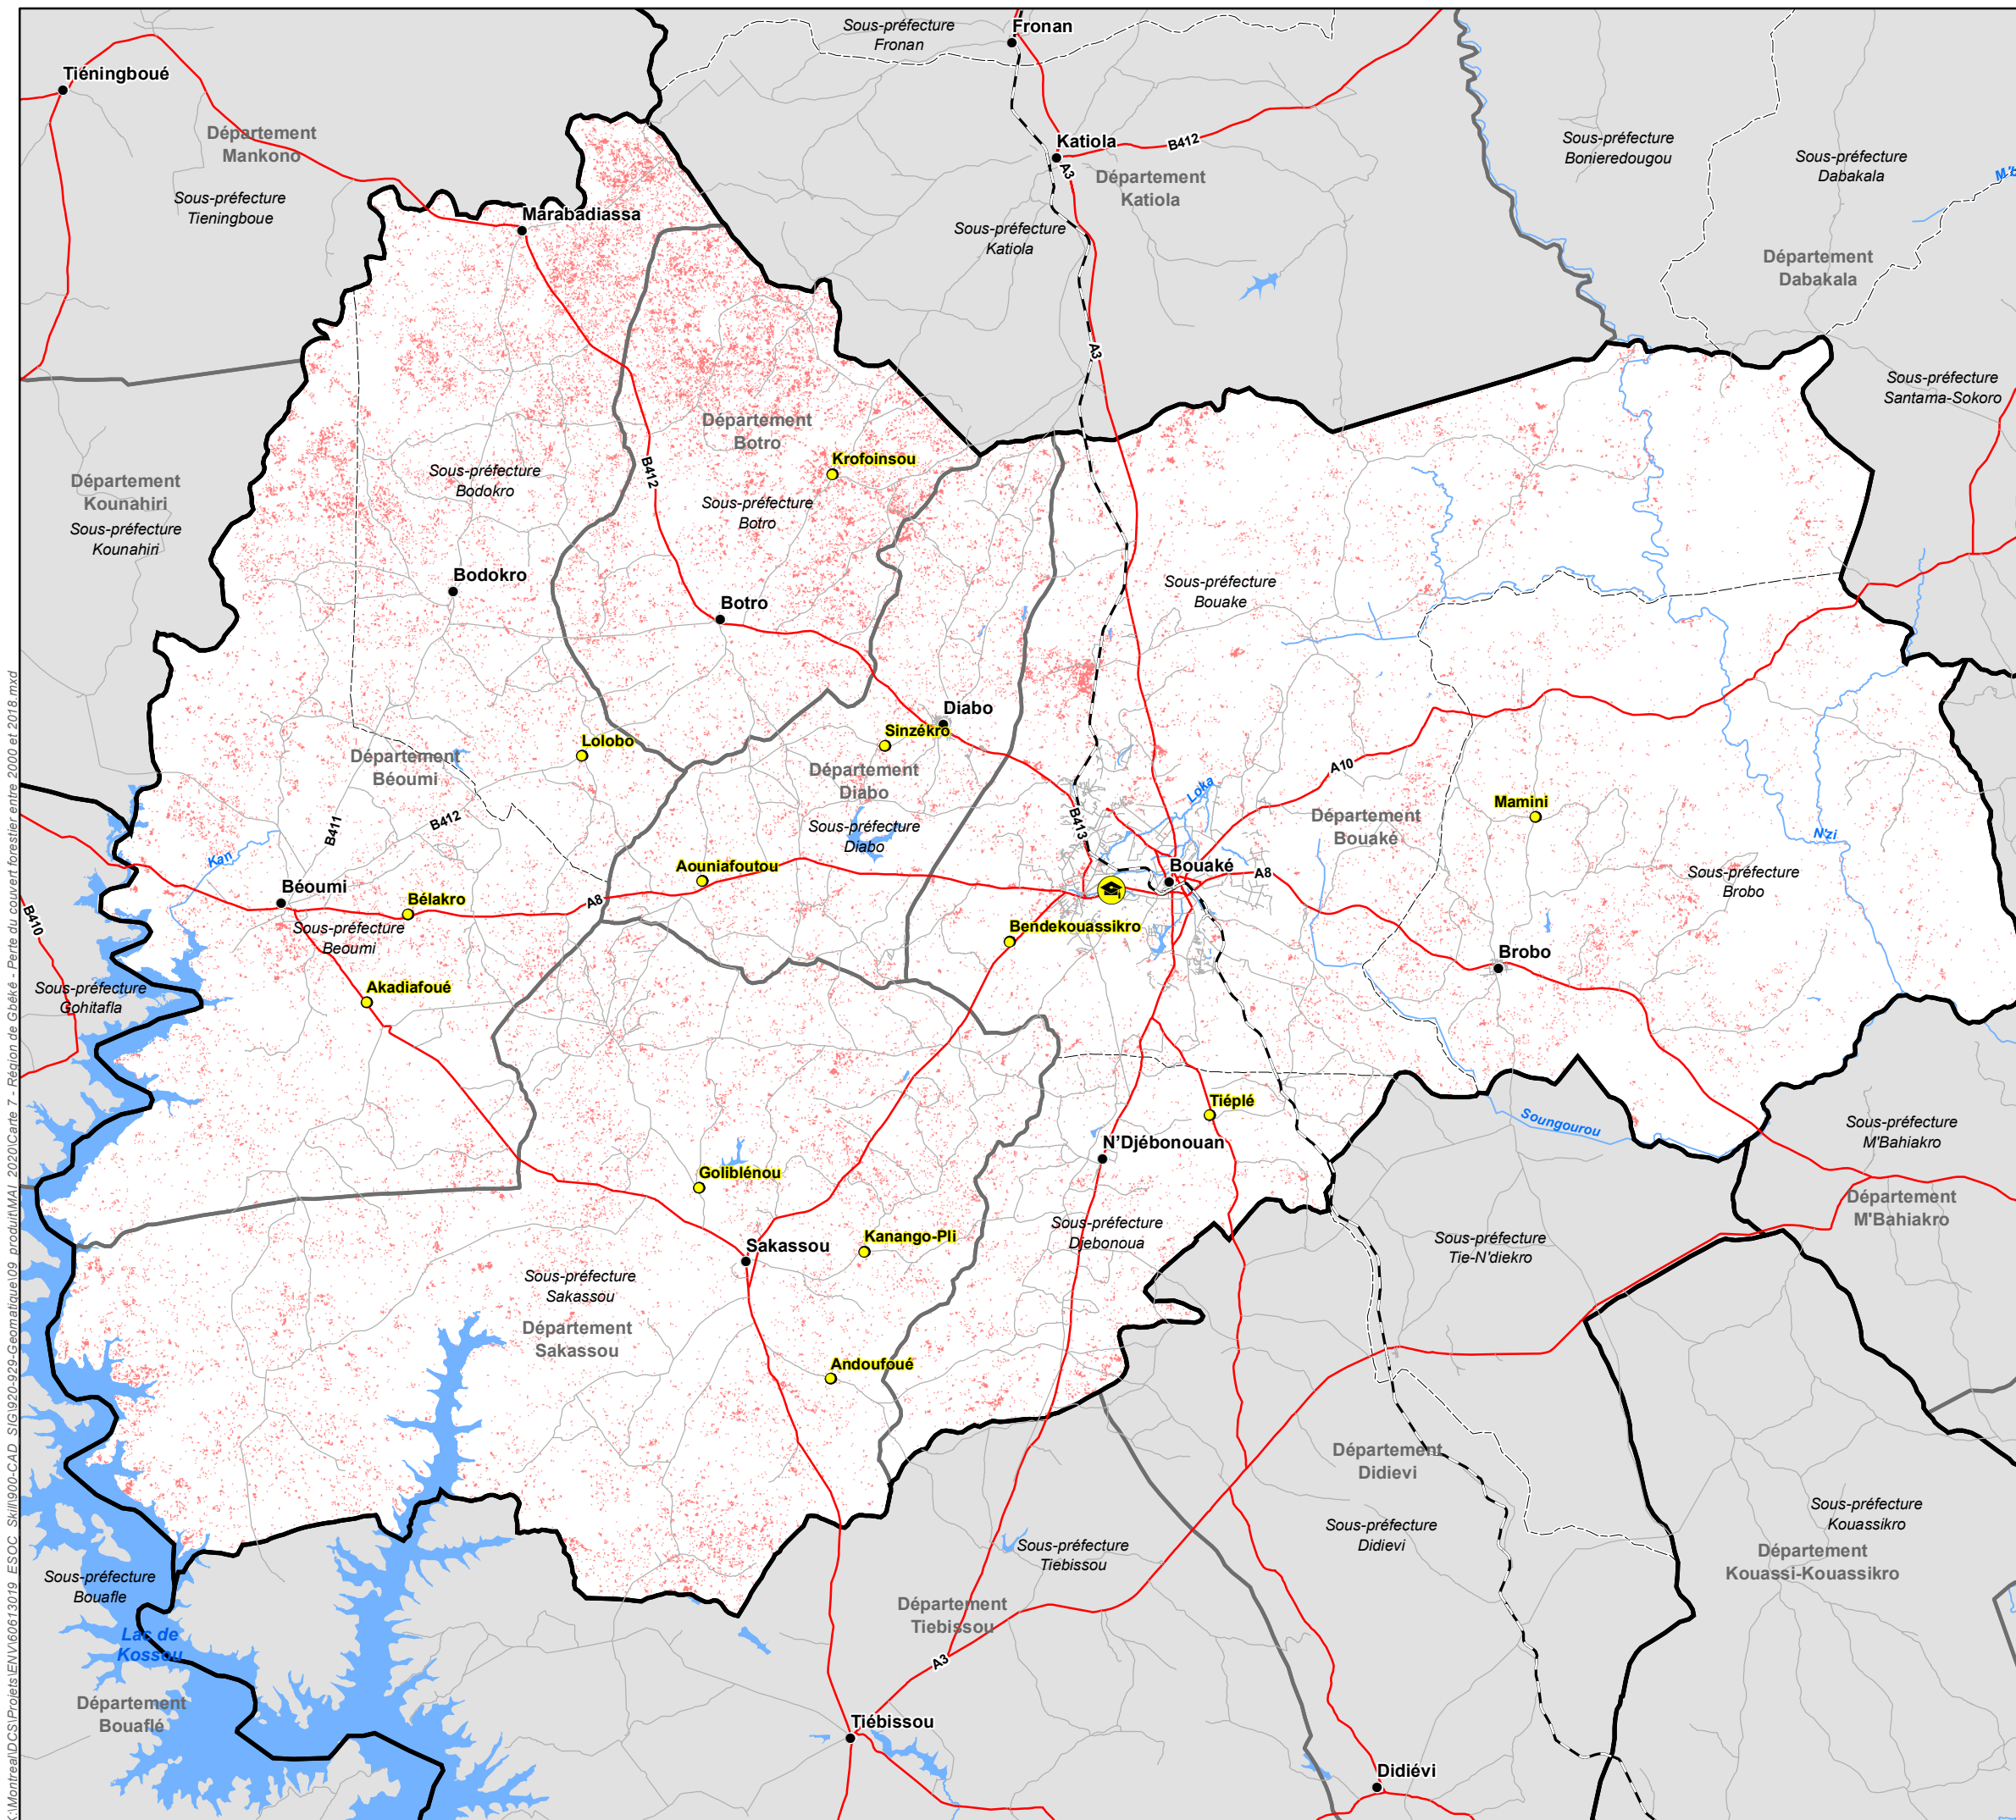 Sous-préfecture
Fronan
Fronan
Tiéningboué
Département
Mankono
Sous-préfecture
Tieningboue
Katiola
B412
A3
Département
Katiola
Sous-préfecture
Bonieredougou
Sous-préfecture
Dabakala
Marabadiassa
Sous-préfecture
Katiola
Département
Dabakala
A3
Sous-préfecture
Santama-Sokoro
Département
Botro
Krofoinsou
B412
Sous-préfecture
Bodokro
Département
Kounahiri
Sous-préfecture
Kounahiri
Sous-préfecture
Botro
Bodokro
Botro
Sous-préfecture
Bouake
Diabo
Sinzékro
Lolobo
Département
Béoumi
Département
Diabo
A10
Loka
Mamini
Département
Bouaké
B411
B412
B413
Sous-préfecture
Diabo
N'zi
Kan
Aouniafoutou
Bouaké
A8
Sous-préfecture
Brobo
Béoumi
Bélakro
A8
B410
Sous-préfecture
Beoumi
Bendekouassikro
Brobo
Akadiafoué
Sous-préfecture
Gohitafla
Tiéplé
Soungourou
Sous-préfecture
M'Bahiakro
N'Djébonouan
Goliblénou
Département
M'Bahiakro
Sous-préfecture
Djebonoua
Kanango-Pli
Sakassou
Sous-préfecture
Tie-N'diekro
Sous-préfecture
Sakassou
Département
Sakassou
Andoufoué
Département
Didievi
Sous-préfecture
Kouassikro
Sous-préfecture
Didievi
Sous-préfecture
Tiebissou
Département
Kouassi-Kouassikro
Sous-préfecture
Bouafle
Département
Tiebissou
Lac de
Kossou
A3
Département
Bouaflé
Tiébissou
Didiévi